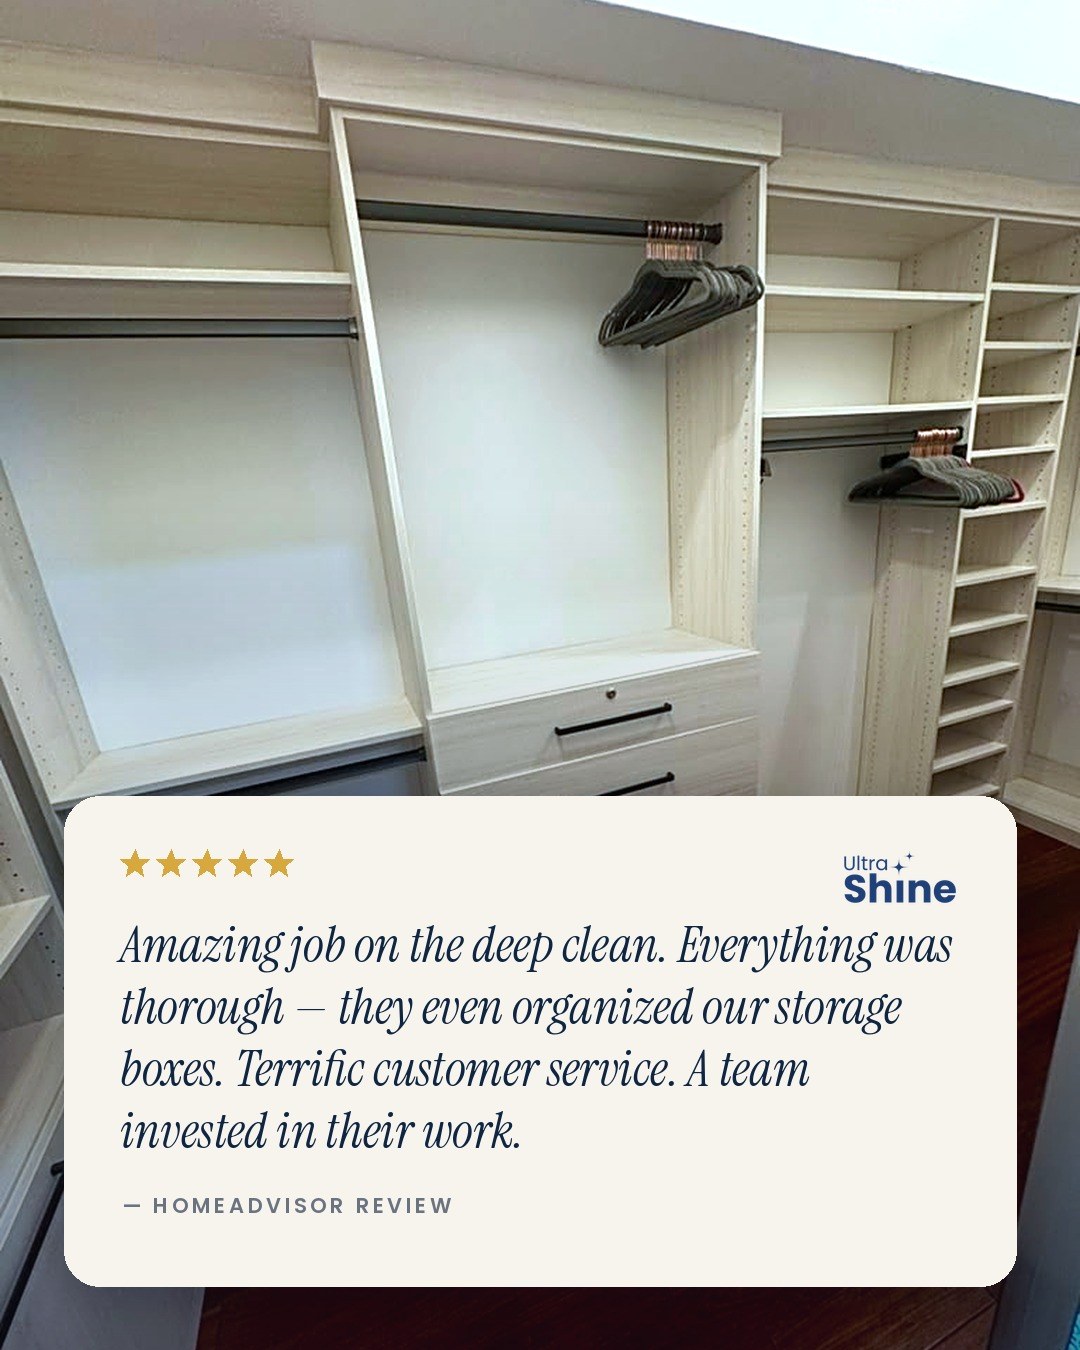 Ultra
Shine
Amazing job on the deep clean. Everything was
thorough — they even organized our storage
boxes. Terrific customer service. A team
invested in their work.
— HOMEADVISOR REVIEW